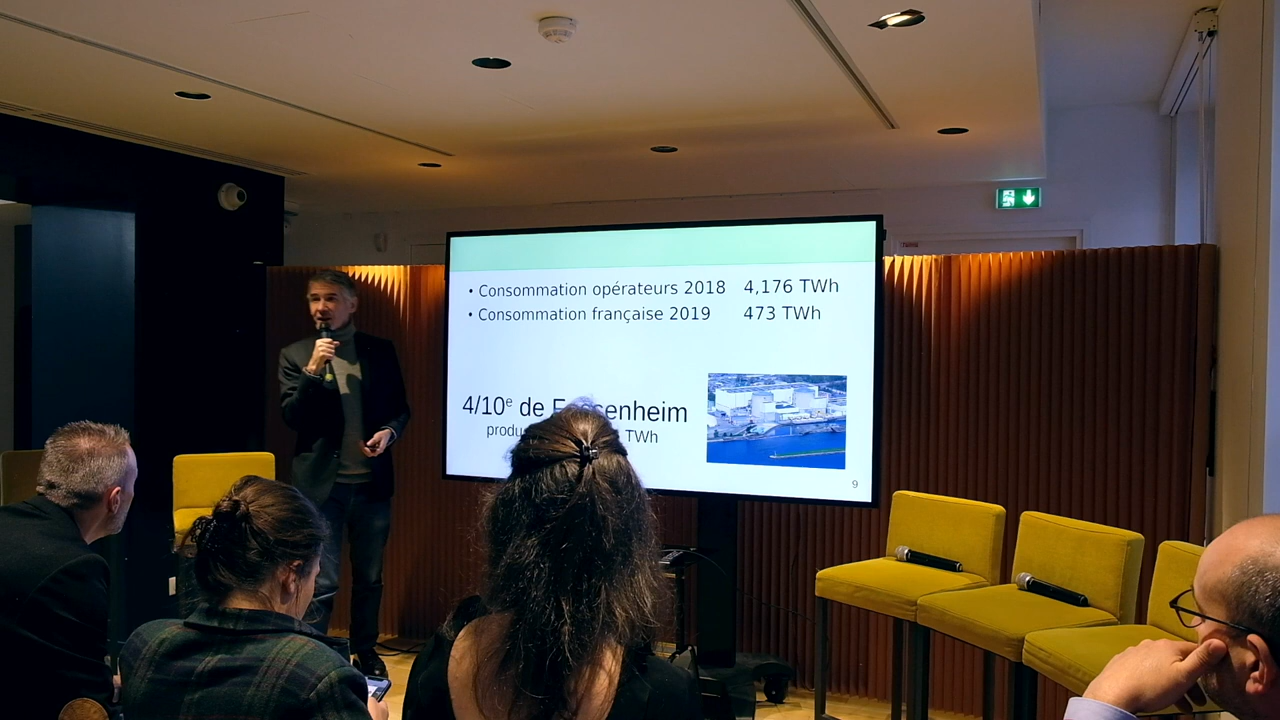 • Consommation opérateurs 2018 4,176 TWh
• Consommation française 2019 473 TWh
4/10e de
TWh
9